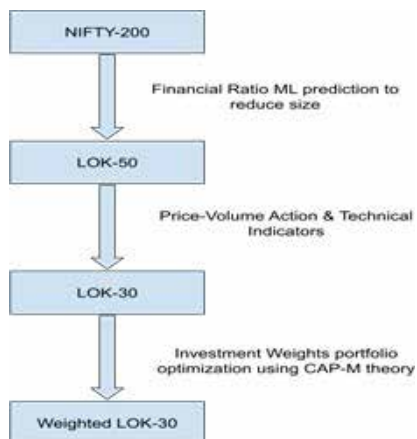 NIFTY-200
Financial Ratio ML prediction to
reduce size
LOK-50
Price-Volume Action & Technical
Indicators
LOK-30
Investment Weights portfolio
optimization using CAP-M theory
Weighted LOK-30